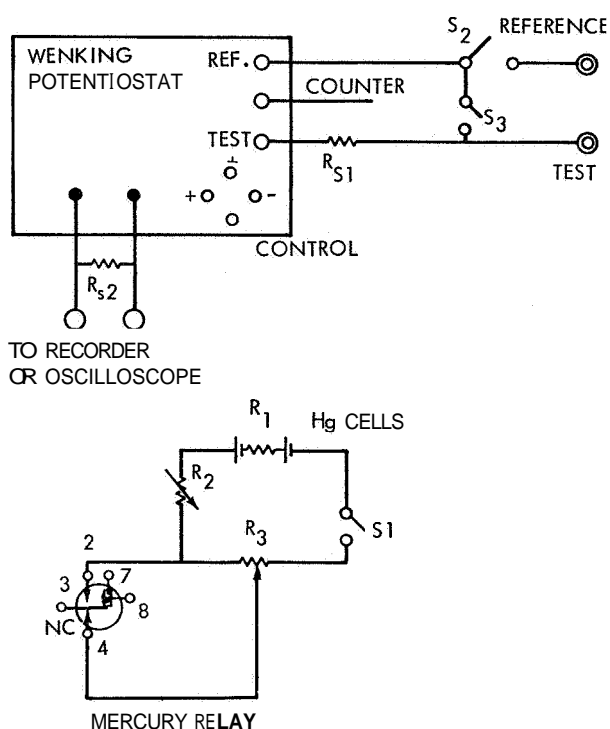 S2 REFERENCE
WENKING
POTENTIOSTAT
REF.
COUNTER
S3
TEST
RS1
TEST
+ -
CONTROL
Rs2
TO RECORDER
OR OSCILLOSCOPE
R1 Hg CELLS
R2
S1
R3
2
3 7
8
NC
4
MERCURY RELAY